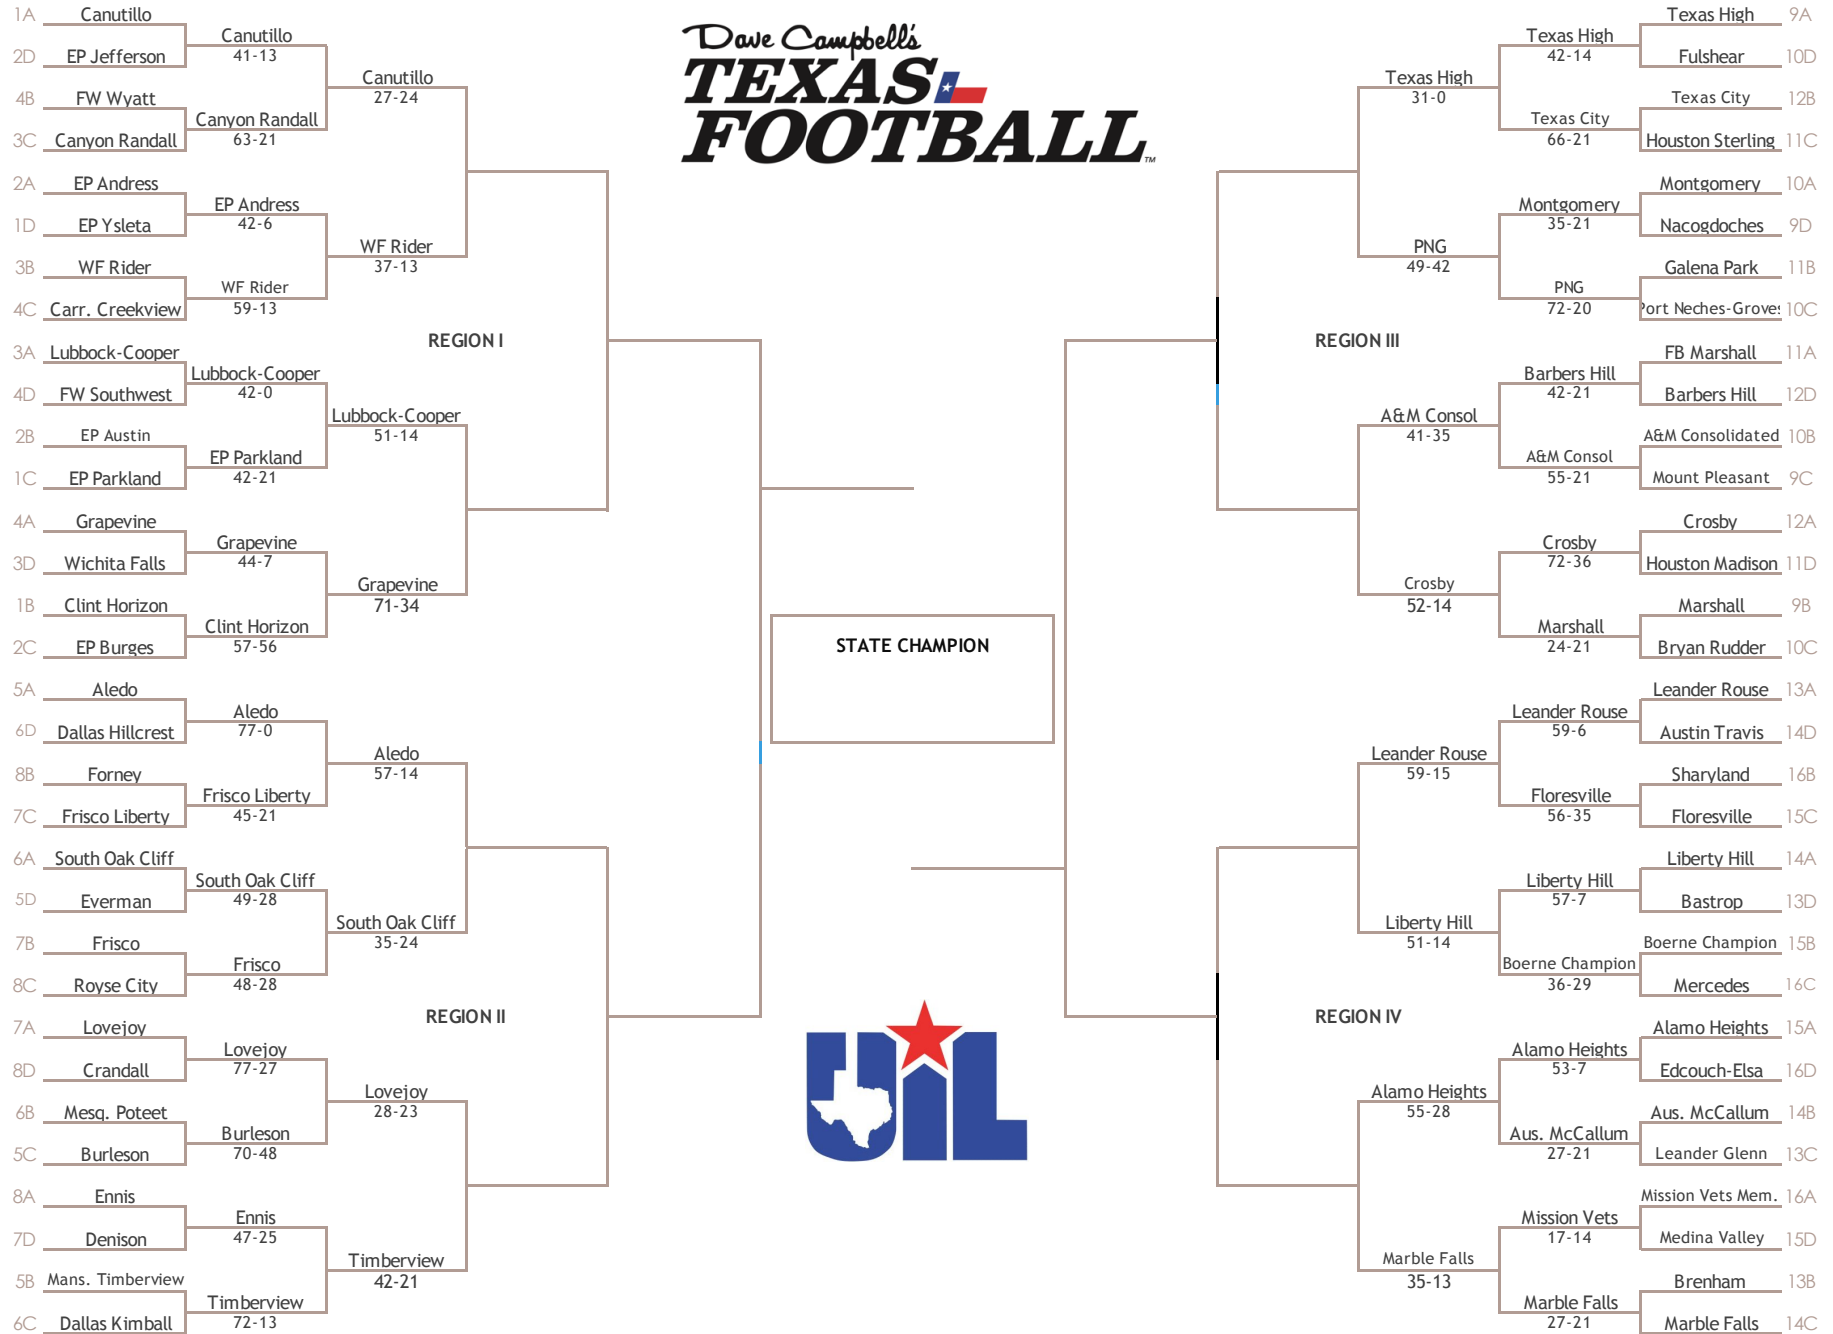 Dave Campbell's
TEXAS
FOOTBALL™
1A Canutillo
2D EP Jefferson
4B FW Wyatt
3C Canyon Randall
2A EP Andress
1D EP Ysleta
3B WF Rider
4C Carr. Creekview
3A Lubbock-Cooper
4D FW Southwest
2B EP Austin
1C EP Parkland
4A Grapevine
3D Wichita Falls
1B Clint Horizon
2C EP Burges
5A Aledo
6D Dallas Hillcrest
8B Forney
7C Frisco Liberty
6A South Oak Cliff
5D Everman
7B Frisco
8C Royse City
7A Lovejoy
8D Crandall
6B Mesq. Poteet
5C Burleson
8A Ennis
7D Denison
5B Mans. Timberview
6C Dallas Kimball
Canutillo
41-13
Canyon Randall
63-21
EP Andress
42-6
WF Rider
59-13
Lubbock-Cooper
42-0
EP Parkland
42-21
Grapevine
44-7
Clint Horizon
57-56
Aledo
77-0
Frisco Liberty
45-21
South Oak Cliff
49-28
Frisco
48-28
Lovejoy
77-27
Burleson
70-48
Ennis
47-25
Timberview
72-13
Canutillo
27-24
WF Rider
37-13
Lubbock-Cooper
51-14
Grapevine
71-34
Aledo
57-14
South Oak Cliff
35-24
Lovejoy
28-23
Timberview
42-21
REGION I
REGION II
STATE CHAMPION
UIL
REGION III
REGION IV
Texas High
31-0
PNG
49-42
A&M Consol
41-35
Crosby
52-14
Leander Rouse
59-15
Liberty Hill
51-14
Alamo Heights
55-28
Marble Falls
35-13
Texas High
42-14
Texas City
66-21
Montgomery
35-21
PNG
72-20
Barbers Hill
42-21
A&M Consol
55-21
Crosby
72-36
Marshall
24-21
Leander Rouse
59-6
Floresville
56-35
Liberty Hill
57-7
Boerne Champion
36-29
Alamo Heights
53-7
Aus. McCallum
27-21
Mission Vets
17-14
Marble Falls
27-21
Texas High 9A
Fulshear 10D
Texas City 12B
Houston Sterling 11C
Montgomery 10A
Nacogdoches 9D
Galena Park 11B
Port Neches-Groves 10C
FB Marshall 11A
Barbers Hill 12D
A&M Consolidated 10B
Mount Pleasant 9C
Crosby 12A
Houston Madison 11D
Marshall 9B
Bryan Rudder 10C
Leander Rouse 13A
Austin Travis 14D
Sharyland 16B
Floresville 15C
Liberty Hill 14A
Bastrop 13D
Boerne Champion 15B
Mercedes 16C
Alamo Heights 15A
Edcouch-Elsa 16D
Aus. McCallum 14B
Leander Glenn 13C
Mission Vets Mem. 16A
Medina Valley 15D
Brenham 13B
Marble Falls 14C